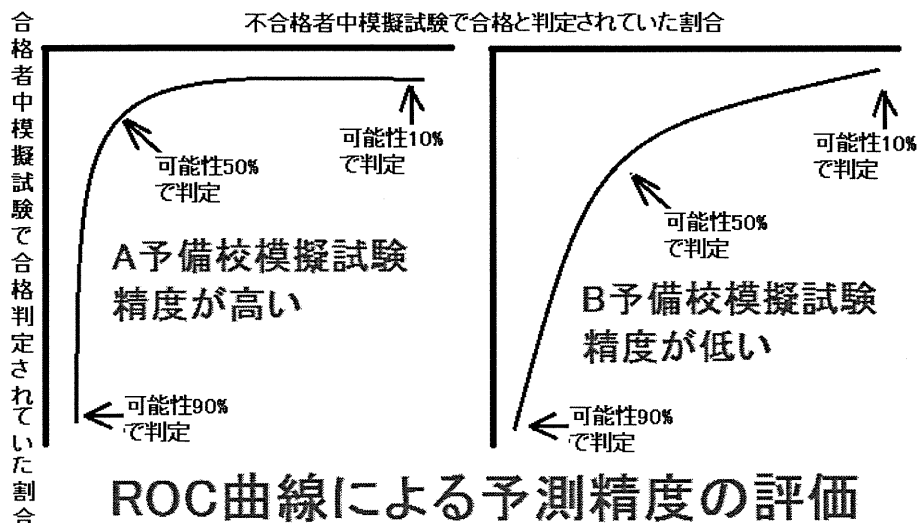 不合格者中模擬試験で合格と判定されていた割合
合格者中模擬試験で合格判定されていた割合
可能性50%
で判定
可能性10%
で判定
A予備校模擬試験
精度が高い
可能性90%
で判定
可能性10%
で判定
可能性50%
で判定
B予備校模擬試験
精度が低い
可能性90%
で判定
ROC曲線による予測精度の評価